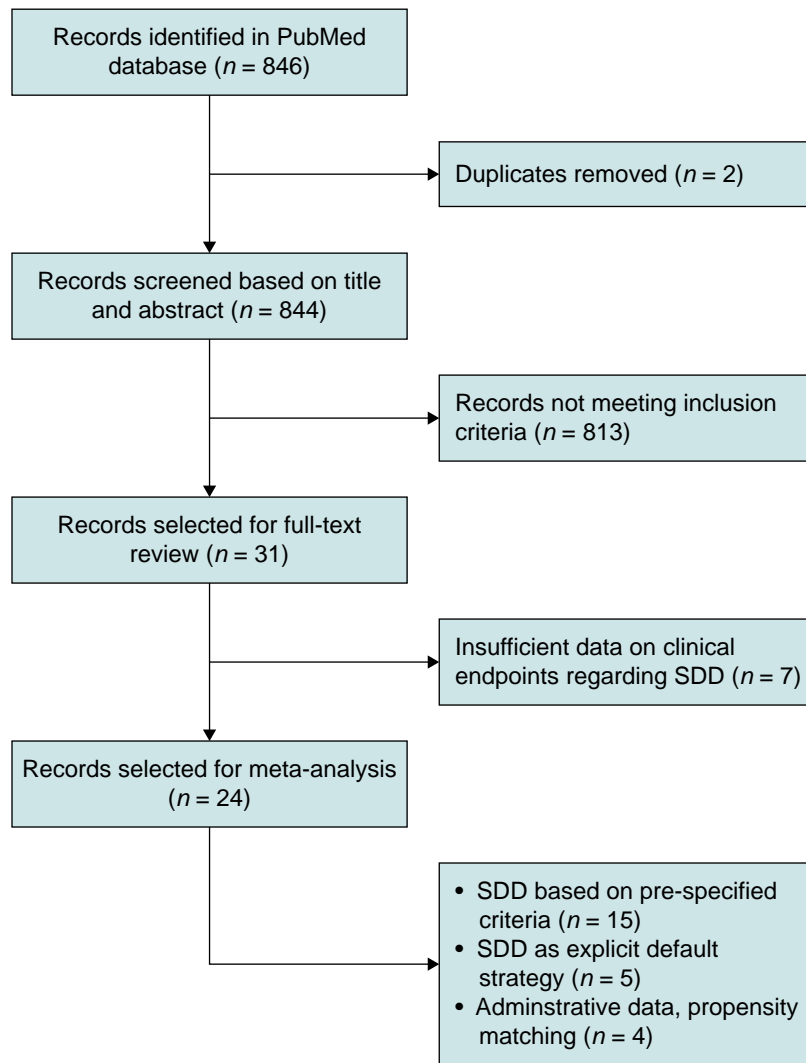 Records identified in PubMed
database (n = 846)
Duplicates removed (n = 2)
Records screened based on title
and abstract (n = 844)
Records not meeting inclusion
criteria (n = 813)
Records selected for full-text
review (n = 31)
Insufficient data on clinical
endpoints regarding SDD (n = 7)
Records selected for meta-analysis
(n = 24)
• SDD based on pre-specified
criteria (n = 15)
• SDD as explicit default
strategy (n = 5)
• Adminstrative data, propensity
matching (n = 4)